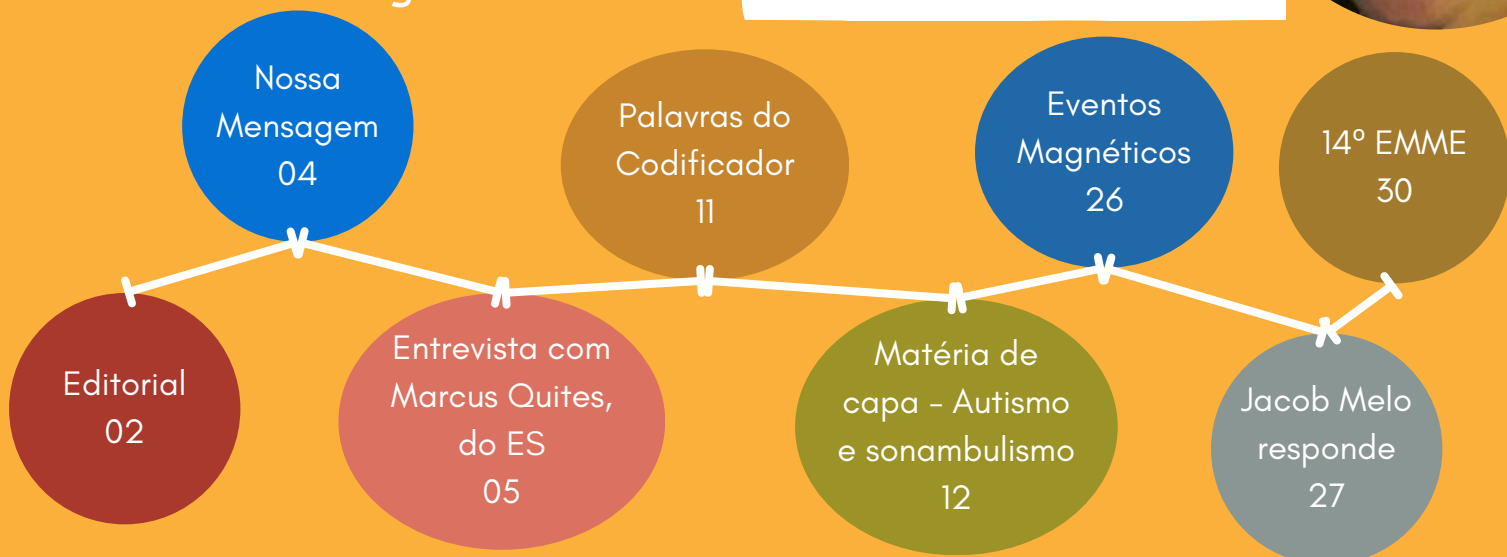 Editorial
02
Nossa
Mensagem
04
Entrevista com
Marcus Quites,
do ES
05
Palavras do
Codificador
11
Matéria de
capa - Autismo
e sonambulismo
12
Eventos
Magnéticos
26
Jacob Melo
responde
27
14º EMME
30